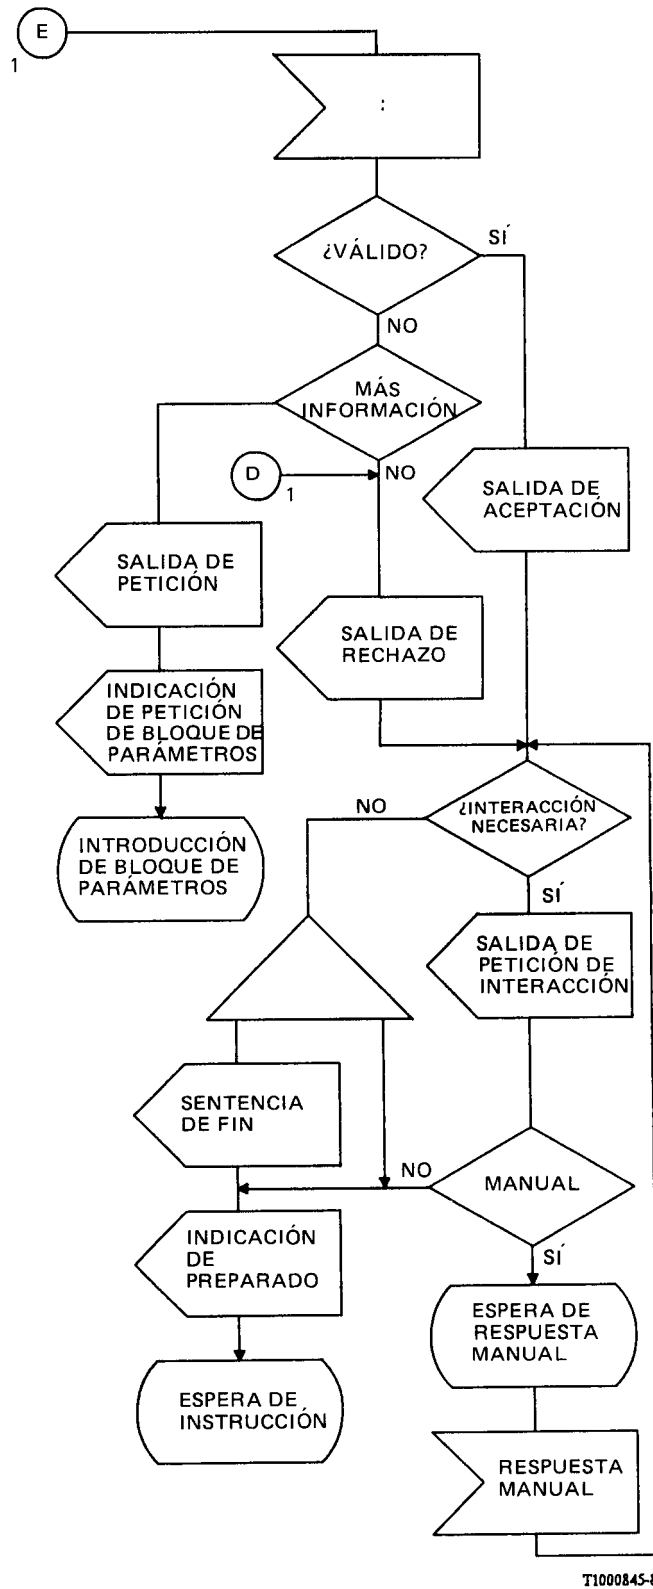 E
1
:
¿VÁLIDO?
SÍ
NO
MÁS
INFORMACIÓN
D
1
NO
SALIDA DE
ACEPTACIÓN
SALIDA DE
PETICIÓN
SALIDA DE
RECHAZO
INDICACIÓN
DE PETICIÓN
DE BLOQUE DE
PARÁMETROS
NO
¿INTERACCIÓN
NECESARIA?
INTRODUCCIÓN
DE BLOQUE DE
PARÁMETROS
SÍ
SALIDA DE
PETICIÓN DE
INTERACCIÓN
SENTENCIA
DE FIN
NO
MANUAL
INDICACIÓN
DE
PREPARADO
SÍ
ESPERA DE
RESPUESTA
MANUAL
ESPERA DE
INSTRUCCIÓN
RESPUESTA
MANUAL
T1000845-8